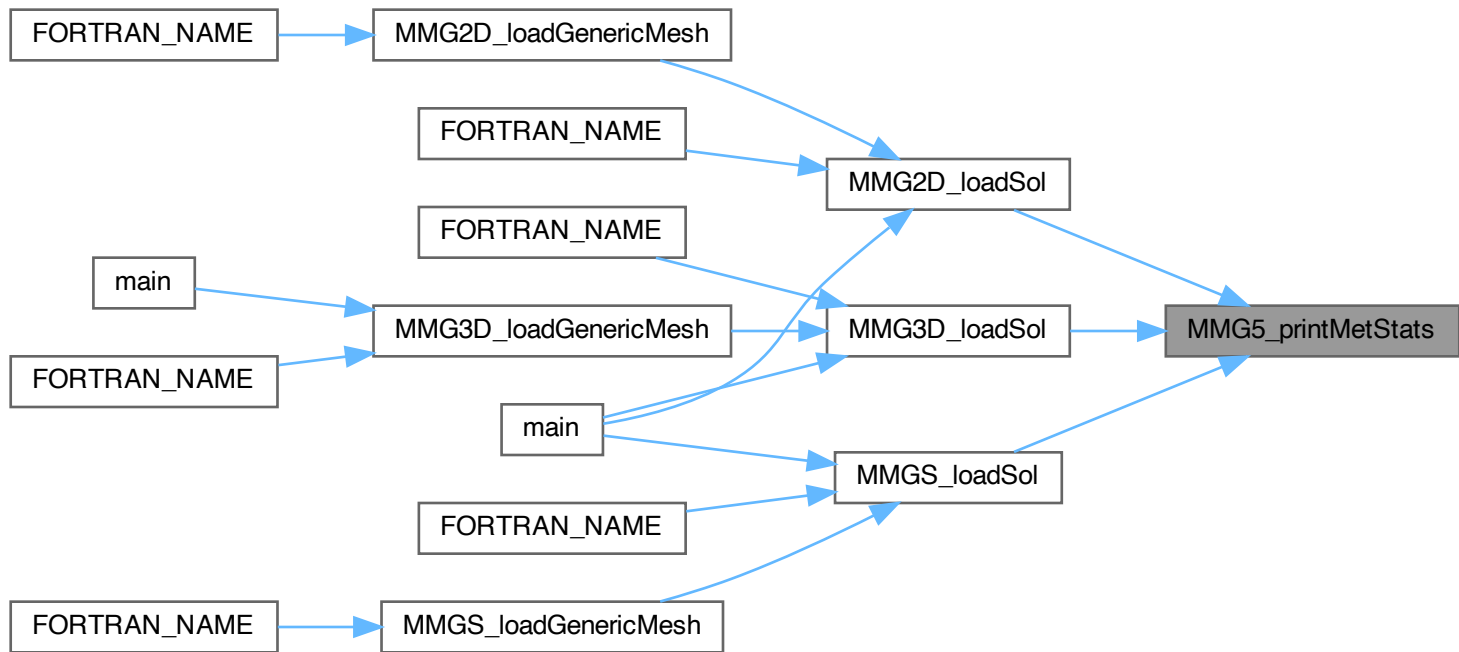 FORTRAN_NAME
MMG2D_loadGenericMesh
FORTRAN_NAME
MMG2D_loadSol
FORTRAN_NAME
main
MMG3D_loadGenericMesh
MMG3D_loadSol
MMG5_printMetStats
FORTRAN_NAME
main
MMGS_loadSol
FORTRAN_NAME
FORTRAN_NAME
MMGS_loadGenericMesh